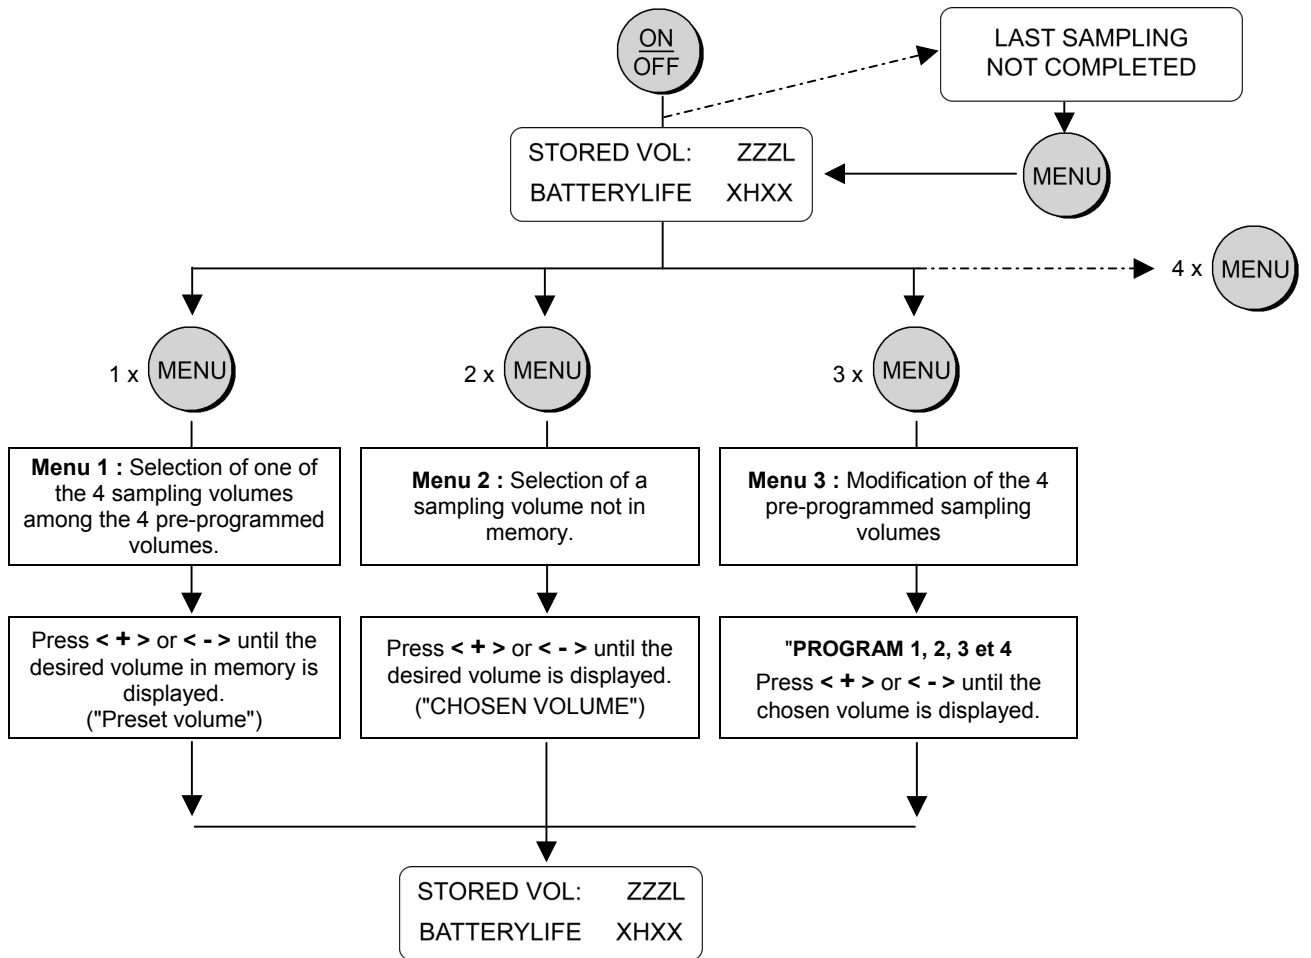 ON
OFF
LAST SAMPLING
NOT COMPLETED
STORED VOL: ZZZL
BATTERYLIFE XHXX
MENU
4 x MENU
1 x MENU
2 x MENU
3 x MENU
Menu 1 : Selection of one of
the 4 sampling volumes
among the 4 pre-programmed
volumes.
Menu 2 : Selection of a
sampling volume not in
memory.
Menu 3 : Modification of the 4
pre-programmed sampling
volumes
Press < + > or < - > until the
desired volume in memory is
displayed.
("Preset volume")
Press < + > or < - > until the
desired volume is displayed.
("CHOSEN VOLUME")
"PROGRAM 1, 2, 3 et 4
Press < + > or < - > until the
chosen volume is displayed.
STORED VOL: ZZZL
BATTERYLIFE XHXX